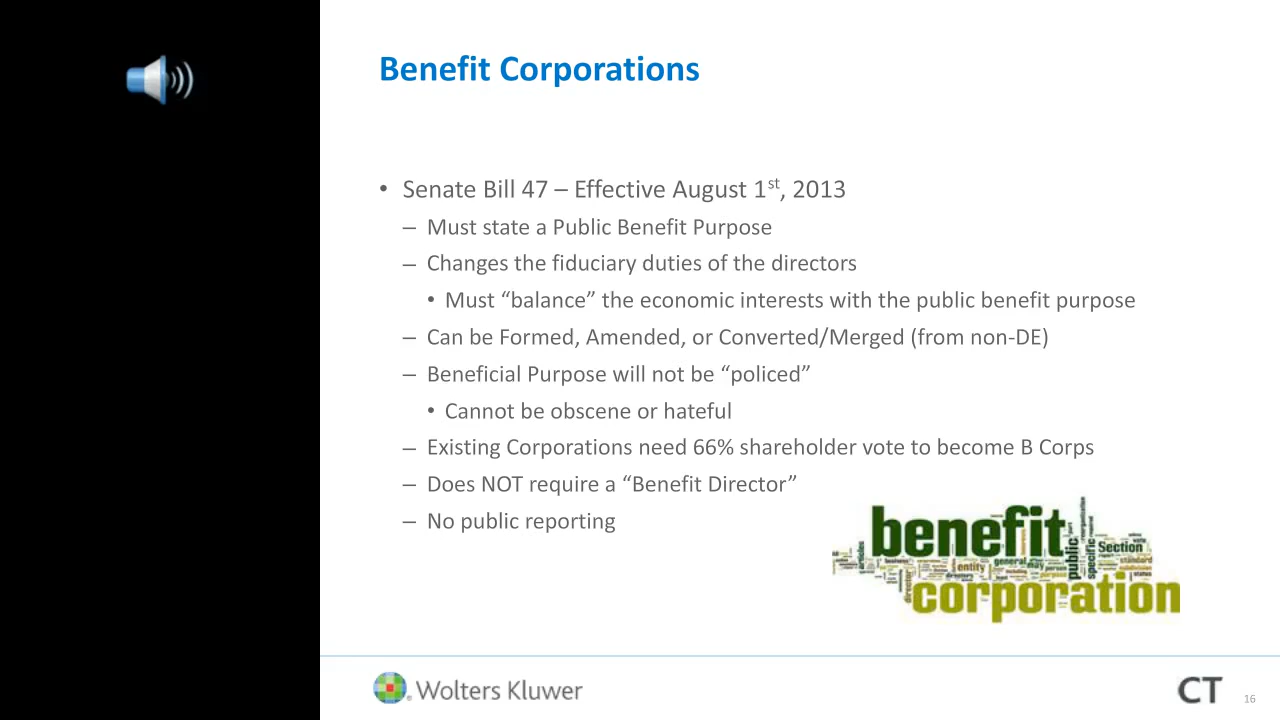 Benefit Corporations
• Senate Bill 47 – Effective August 1st, 2013
– Must state a Public Benefit Purpose
– Changes the fiduciary duties of the directors
• Must “balance” the economic interests with the public benefit purpose
– Can be Formed, Amended, or Converted/Merged (from non-DE)
– Beneficial Purpose will not be “policed”
• Cannot be obscene or hateful
– Existing Corporations need 66% shareholder vote to become B Corps
– Does NOT require a “Benefit Director”
– No public reporting
benefit
public
specific
Section
general
may
entity
corporation
Wolters Kluwer
CT
16